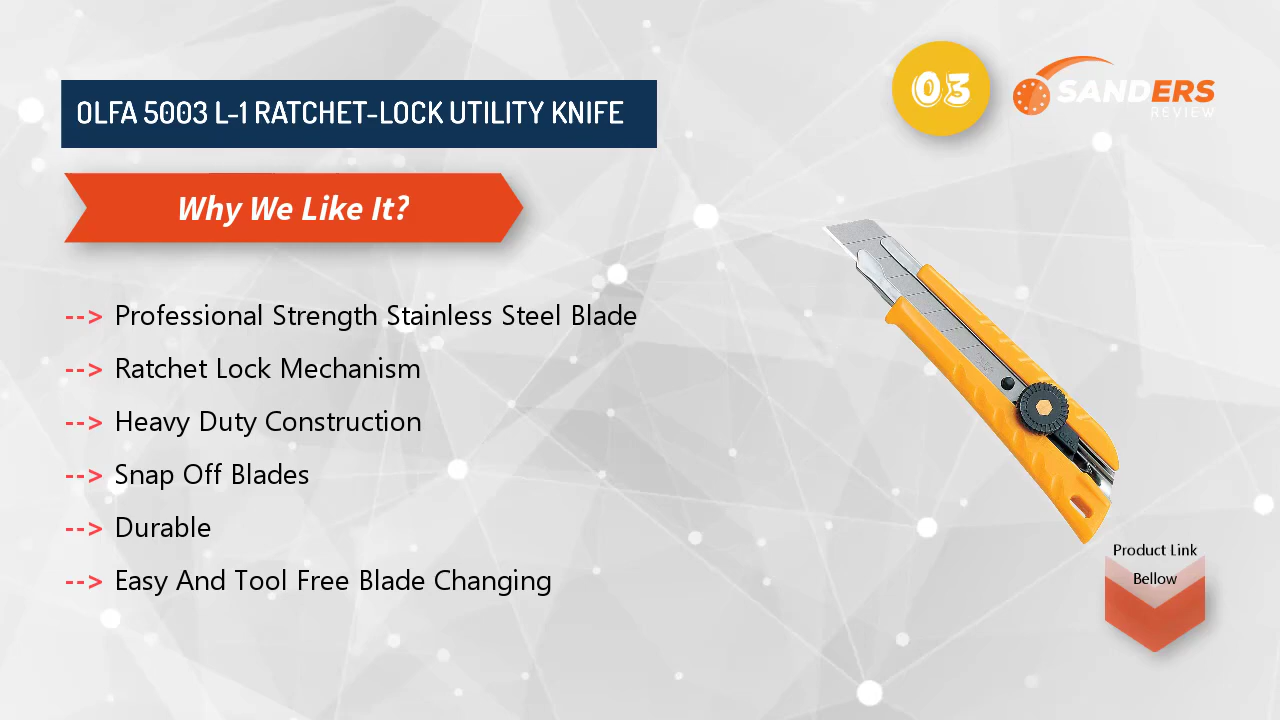 OLFA 5003 L-1 RATCHET-LOCK UTILITY KNIFE
03
SANDERS
REVIEW
Why We Like It?
--> Professional Strength Stainless Steel Blade
--> Ratchet Lock Mechanism
--> Heavy Duty Construction
--> Snap Off Blades
--> Durable
--> Easy And Tool Free Blade Changing
Product Link
Bellow